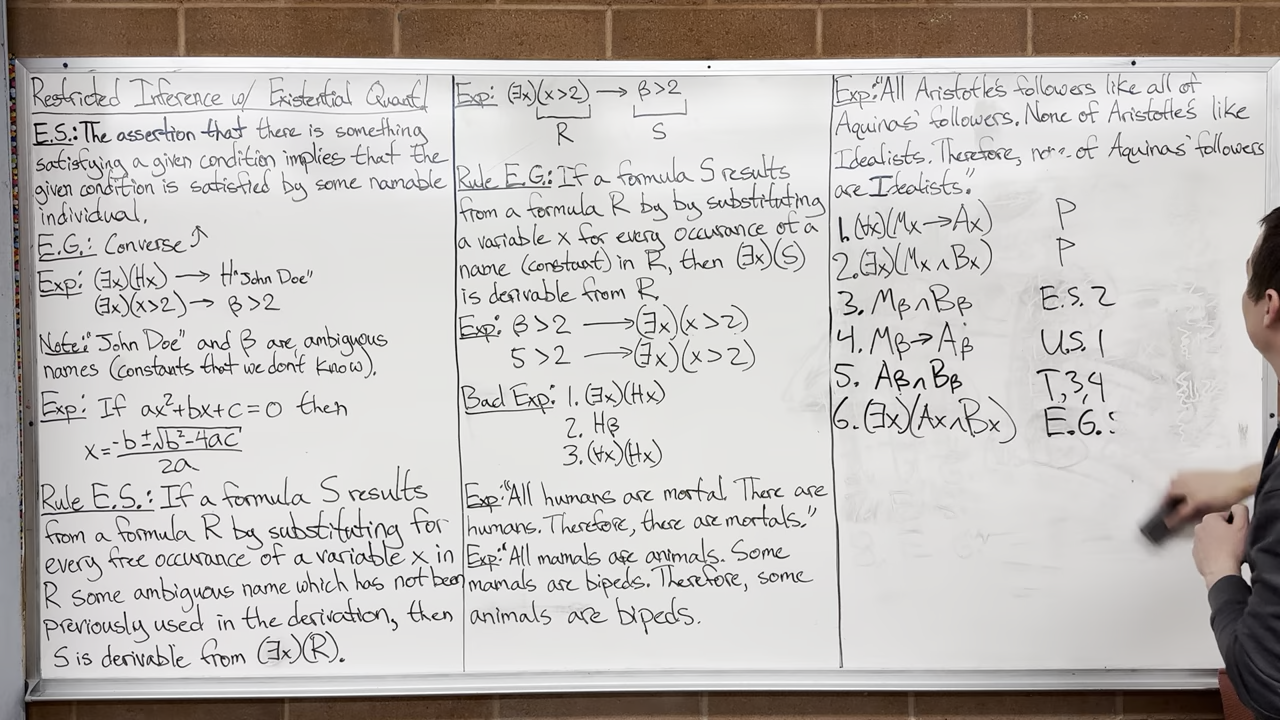 Restricted Inference w/ Existential Quant!
E.S.: The assertion that there is something
satisfying a given condition implies that the
given condition is satisfied by some namable
individual.
E.G.: Converse ↑
Exp: (∃x)(Hx) → H"John Doe"
(∃x)(x>2) → β>2
Note: "John Doe" and β are ambiguous
names (constants that we don't know).
Exp: If ax²+bx+c=0 then
x = (-b ± √(b²-4ac))/2a
Rule E.S.: If a formula S results
from a formula R by substituting for
every free occurance of a variable x in
R some ambiguous name which has not been
previously used in the derivation, then
S is derivable from (∃x)(R).
Exp: (∃x)(x>2) → β>2
R S
Rule E.G.: If a formula S results
from a formula R by by substituting
a variable x for every occurance of a
name (constant) in R, then (∃x)(S)
is derivable from R
Exp: β>2 → (∃x)(x>2)
5>2 → (∃x)(x>2)
Bad Exp: 1. (∃x)(Hx)
2. Hβ
3. (∀x)(Hx)
Exp: "All humans are mortal. There are
humans. Therefore, there are mortals."
Exp: "All mamals are animals. Some
mamals are bipeds. Therefore, some
animals are bipeds.
Exp: "All Aristotle's followers like all of
Aquinas' followers. None of Aristotle's like
Idealists. Therefore, none of Aquinas' followers
are Idealists."
1. (∀x)(Mx→Ax) P
2. (∃x)(Mx∧Bx) P
3. Mβ∧Bβ E.S. 2
4. Mβ→Aβ U.S. 1
5. Aβ∧Bβ T,3,4
6. (∃x)(Ax∧Bx) E.G.: